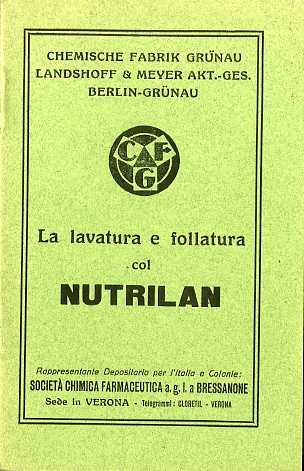 CHEMISCHE FABRIK GRÜNAU
LANDSHOFF & MEYER AKT.-GES.
BERLIN-GRÜNAU
C F
A
G
La lavatura e follatura
col
NUTRILAN
Rappresentante Depositaria per l'Italia e Colonie:
SOCIETÀ CHIMICA FARMACEUTICA a. g. l. a BRESSANONE
Sede in VERONA - Telegrammi: CLORETIL - VERONA